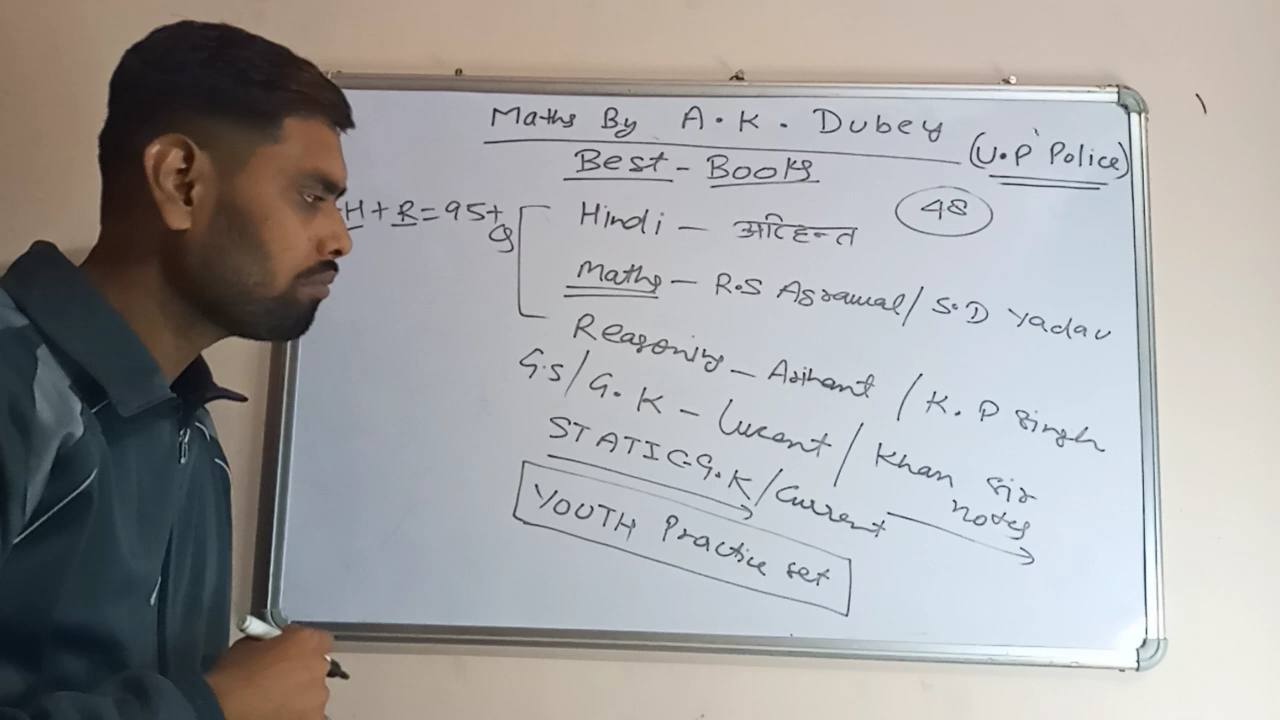 Maths By A.K. Dubey
(U.P Police)
Best-Books
48
H + R = 95+
Hindi - अरिहन्त
Maths - R.S Agrawal / S.D Yadav
Reasoning - Arihant / K.P Singh
G.S / G.K - Lucent / Khan Sir notes
STATIC G.K / Current
YOUTH Practice set